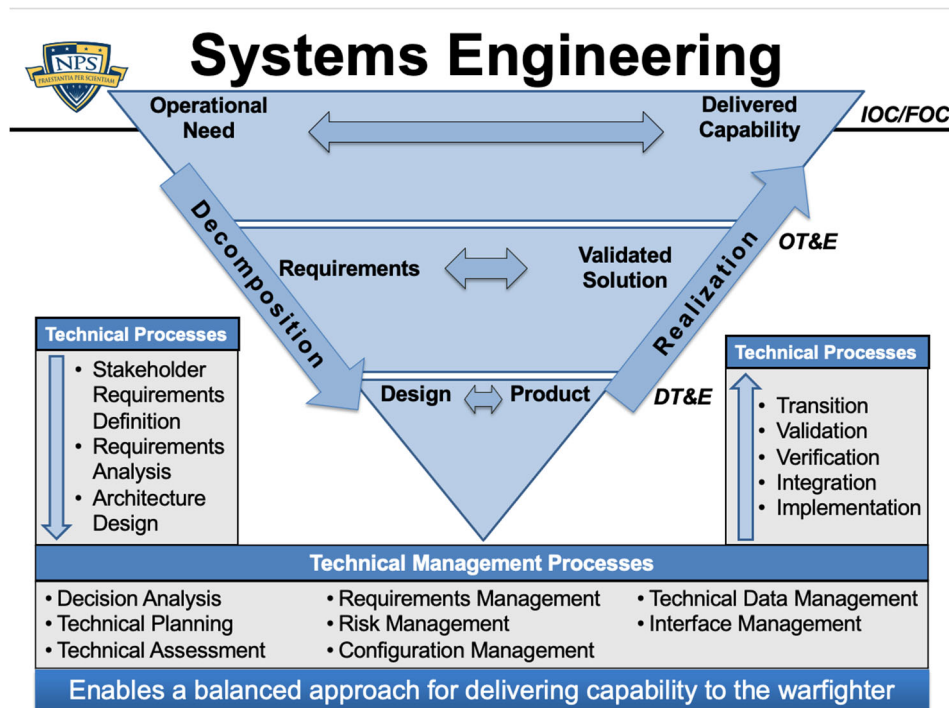 Systems Engineering
NPS
PRAESTANTIA PER SCIENTIAM
Operational
Need
Delivered
Capability
IOC/FOC
Decomposition
Realization
OT&E
Requirements
Validated
Solution
Design
Product
DT&E
Technical Processes
• Stakeholder
Requirements
Definition
• Requirements
Analysis
• Architecture
Design
Technical Processes
• Transition
• Validation
• Verification
• Integration
• Implementation
Technical Management Processes
• Decision Analysis
• Technical Planning
• Technical Assessment
• Requirements Management
• Risk Management
• Configuration Management
• Technical Data Management
• Interface Management
Enables a balanced approach for delivering capability to the warfighter